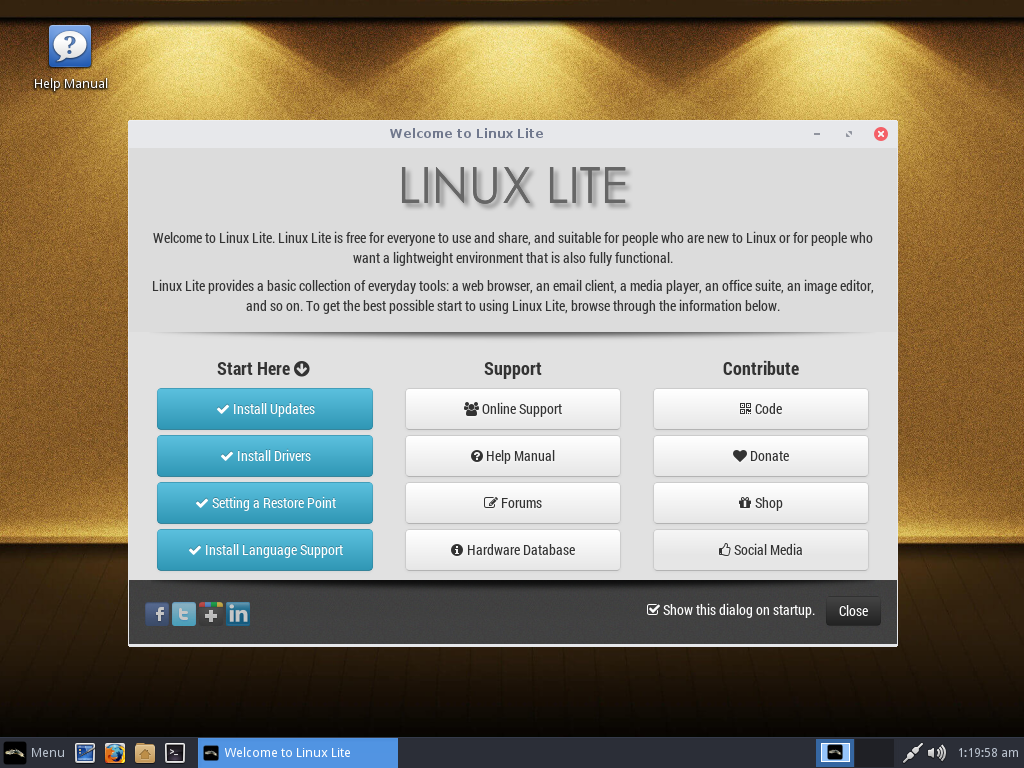 Help Manual
Welcome to Linux Lite
LINUX LITE
Welcome to Linux Lite. Linux Lite is free for everyone to use and share, and suitable for people who are new to Linux or for people who
want a lightweight environment that is also fully functional.
Linux Lite provides a basic collection of everyday tools: a web browser, an email client, a media player, an office suite, an image editor,
and so on. To get the best possible start to using Linux Lite, browse through the information below.
Start Here
Install Updates
Install Drivers
Setting a Restore Point
Install Language Support
Support
Online Support
Help Manual
Forums
Hardware Database
Contribute
Code
Donate
Shop
Social Media
Show this dialog on startup.
Close
Menu
Welcome to Linux Lite
1:19:58 am